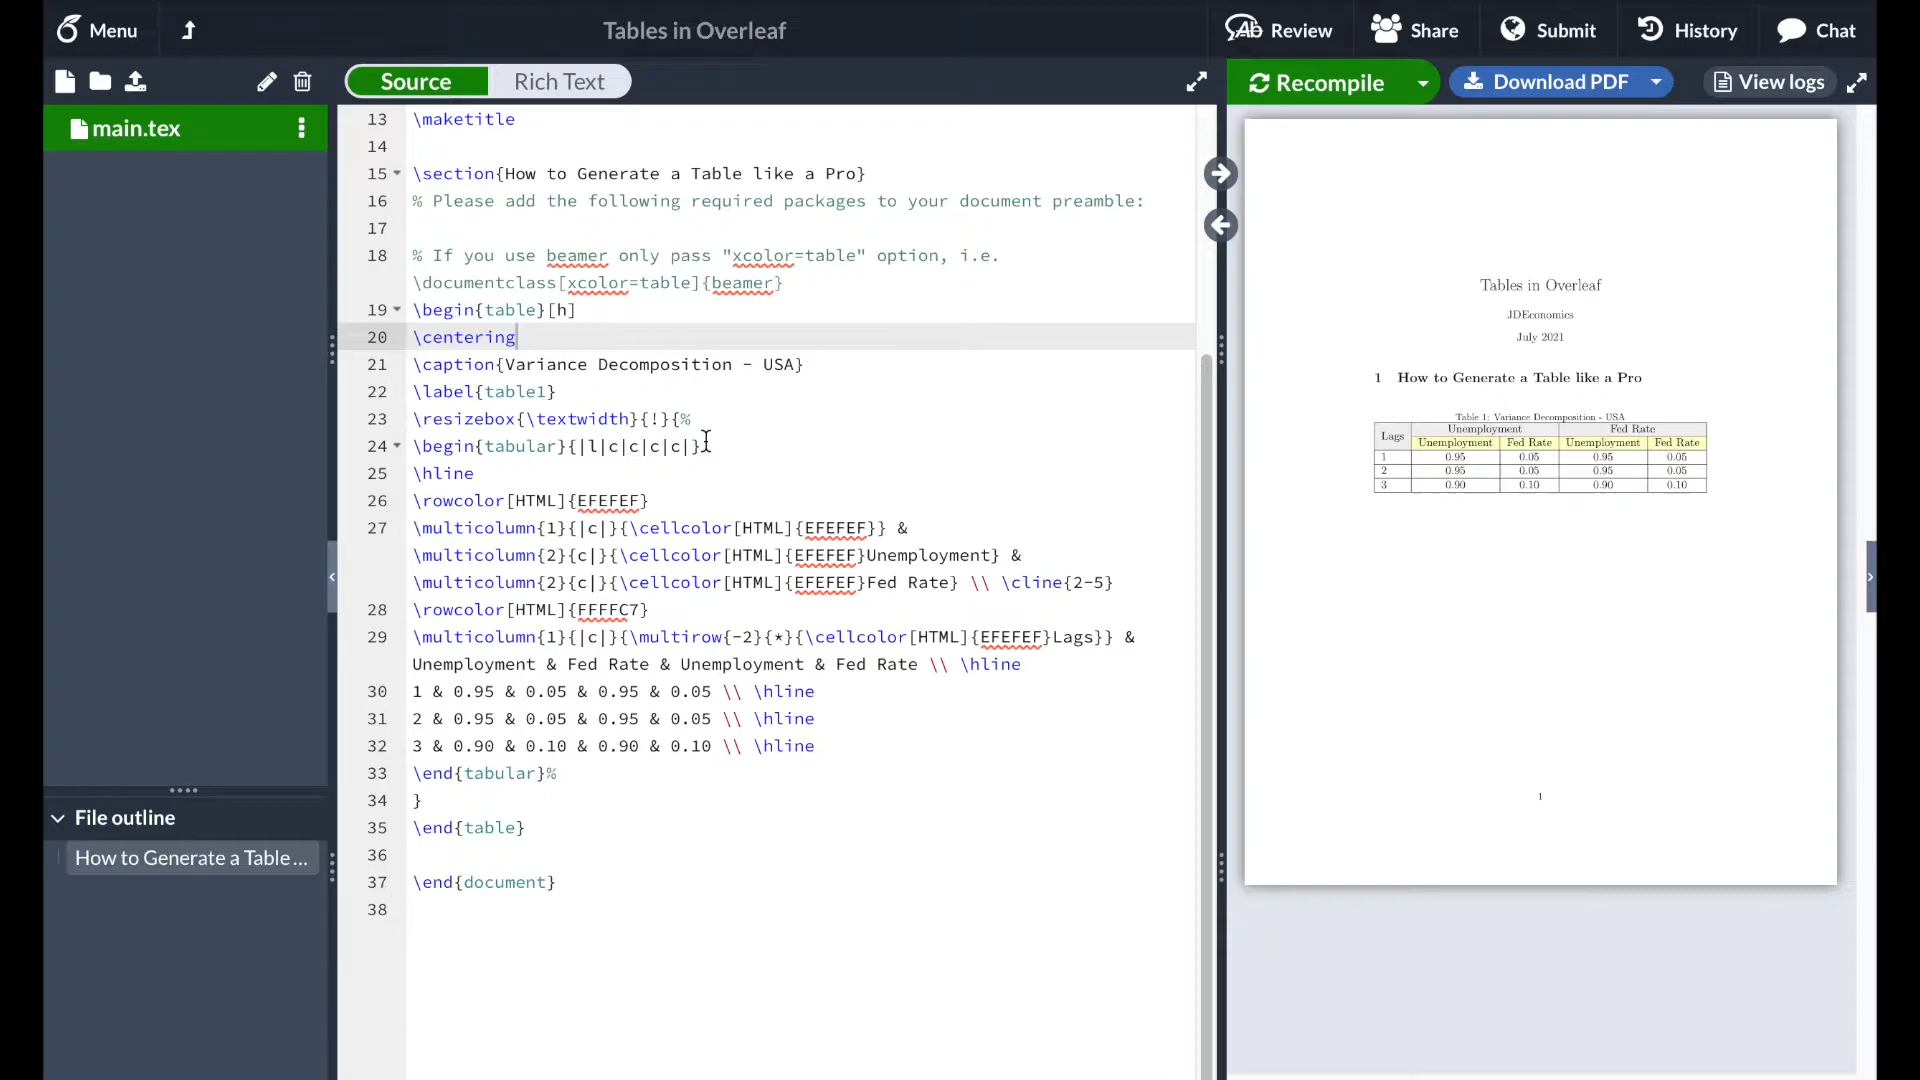 Menu
Tables in Overleaf
Review
Share
Submit
History
Chat
Source
Rich Text
Recompile
Download PDF
View logs
main.tex
13 \maketitle
14
15 \section{How to Generate a Table like a Pro}
16 % Please add the following required packages to your document preamble:
17
18 % If you use beamer only pass "xcolor=table" option, i.e.
\documentclass[xcolor=table]{beamer}
19 \begin{table}[h]
20 \centering
21 \caption{Variance Decomposition - USA}
22 \label{table1}
23 \resizebox{\textwidth}{!}{%
24 \begin{tabular}{|l|c|c|c|c|}
25 \hline
26 \rowcolor[HTML]{EFEFEF}
27 \multicolumn{1}{|c|}{\cellcolor[HTML]{EFEFEF}} &
\multicolumn{2}{c|}{\cellcolor[HTML]{EFEFEF}Unemployment} &
\multicolumn{2}{c|}{\cellcolor[HTML]{EFEFEF}Fed Rate} \\ \cline{2-5}
28 \rowcolor[HTML]{FFFFC7}
29 \multicolumn{1}{|c|}{\multirow{-2}{*}{\cellcolor[HTML]{EFEFEF}Lags}} &
Unemployment & Fed Rate & Unemployment & Fed Rate \\ \hline
30 1 & 0.95 & 0.05 & 0.95 & 0.05 \\ \hline
31 2 & 0.95 & 0.05 & 0.95 & 0.05 \\ \hline
32 3 & 0.90 & 0.10 & 0.90 & 0.10 \\ \hline
33 \end{tabular}%
34 }
35 \end{table}
36
37 \end{document}
38
File outline
How to Generate a Table ...
Tables in Overleaf
JDEconomics
July 2021
1 How to Generate a Table like a Pro
Table 1: Variance Decomposition - USA
Lags Unemployment Fed Rate
Unemployment Fed Rate Unemployment Fed Rate
1 0.95 0.05 0.95 0.05
2 0.95 0.05 0.95 0.05
3 0.90 0.10 0.90 0.10
1